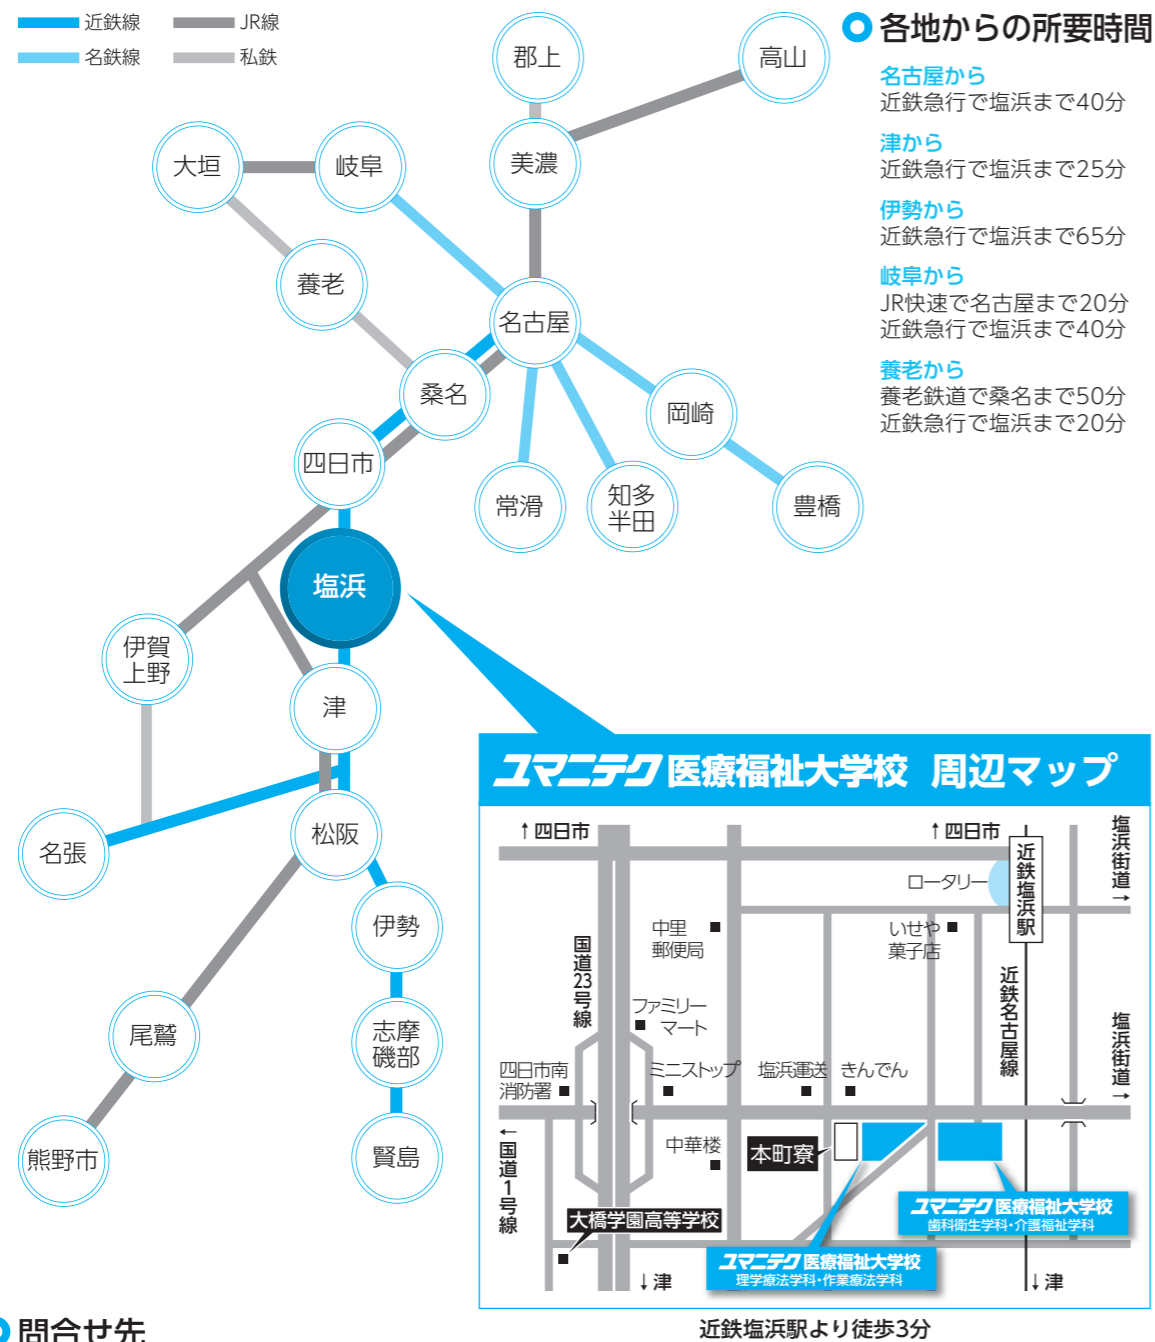 近鉄線
JR線
名鉄線
私鉄
各地からの所要時間
名古屋から
近鉄急行で塩浜まで40分
津から
近鉄急行で塩浜まで25分
伊勢から
近鉄急行で塩浜まで65分
岐阜から
JR快速で名古屋まで20分
近鉄急行で塩浜まで40分
養老から
養老鉄道で桑名まで50分
近鉄急行で塩浜まで20分
郡上
高山
大垣
岐阜
美濃
養老
名古屋
桑名
岡崎
四日市
常滑
知多
半田
豊橋
塩浜
伊賀
上野
津
名張
松阪
伊勢
尾鷲
志摩
磯部
熊野市
賢島
ユマニテク医療福祉大学校 周辺マップ
↑四日市
↑四日市
塩浜街道→
近鉄塩浜駅
ロータリー
中里
郵便局
いせや
菓子店
国道23号線
近鉄名古屋線
ファミリー
マート
塩浜街道→
四日市南
消防署
ミニストップ
塩浜運送
きんでん
←国道1号線
中華楼
本町寮
大橋学園高等学校
ユマニテク医療福祉大学校
歯科衛生学科・介護福祉学科
ユマニテク医療福祉大学校
理学療法学科・作業療法学科
↓津
↓津
近鉄塩浜駅より徒歩3分
問合せ先